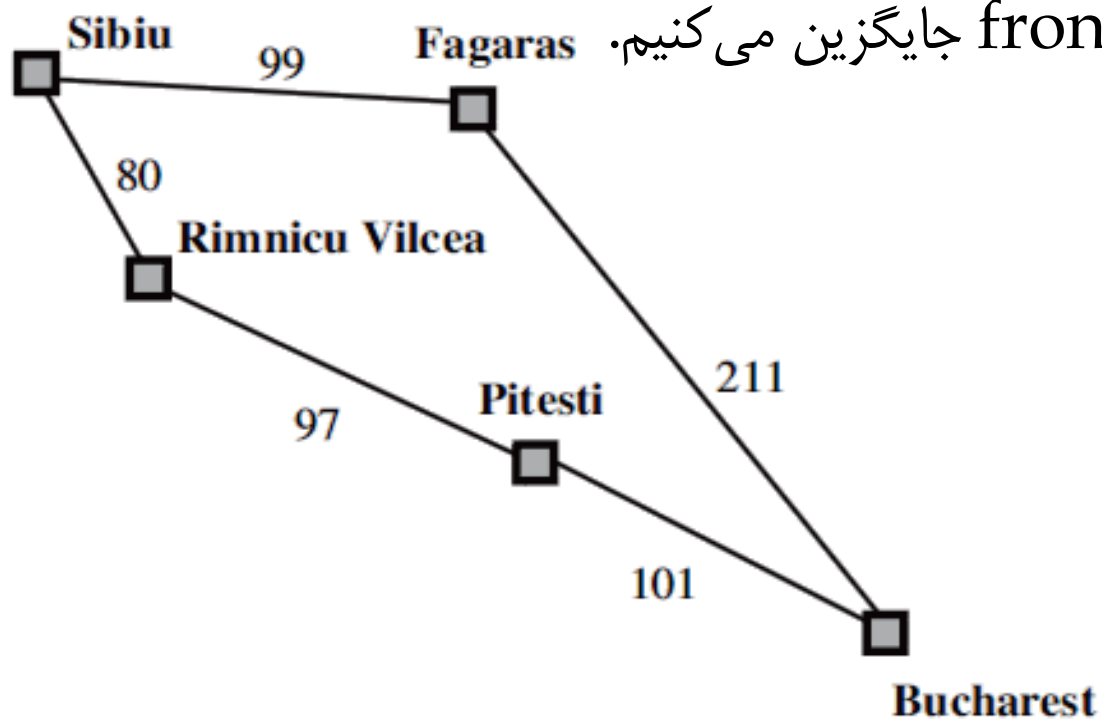 fron جایگزین می‌کنیم.
Sibiu
99
Fagaras
80
Rimnicu Vilcea
211
Pitesti
97
101
Bucharest